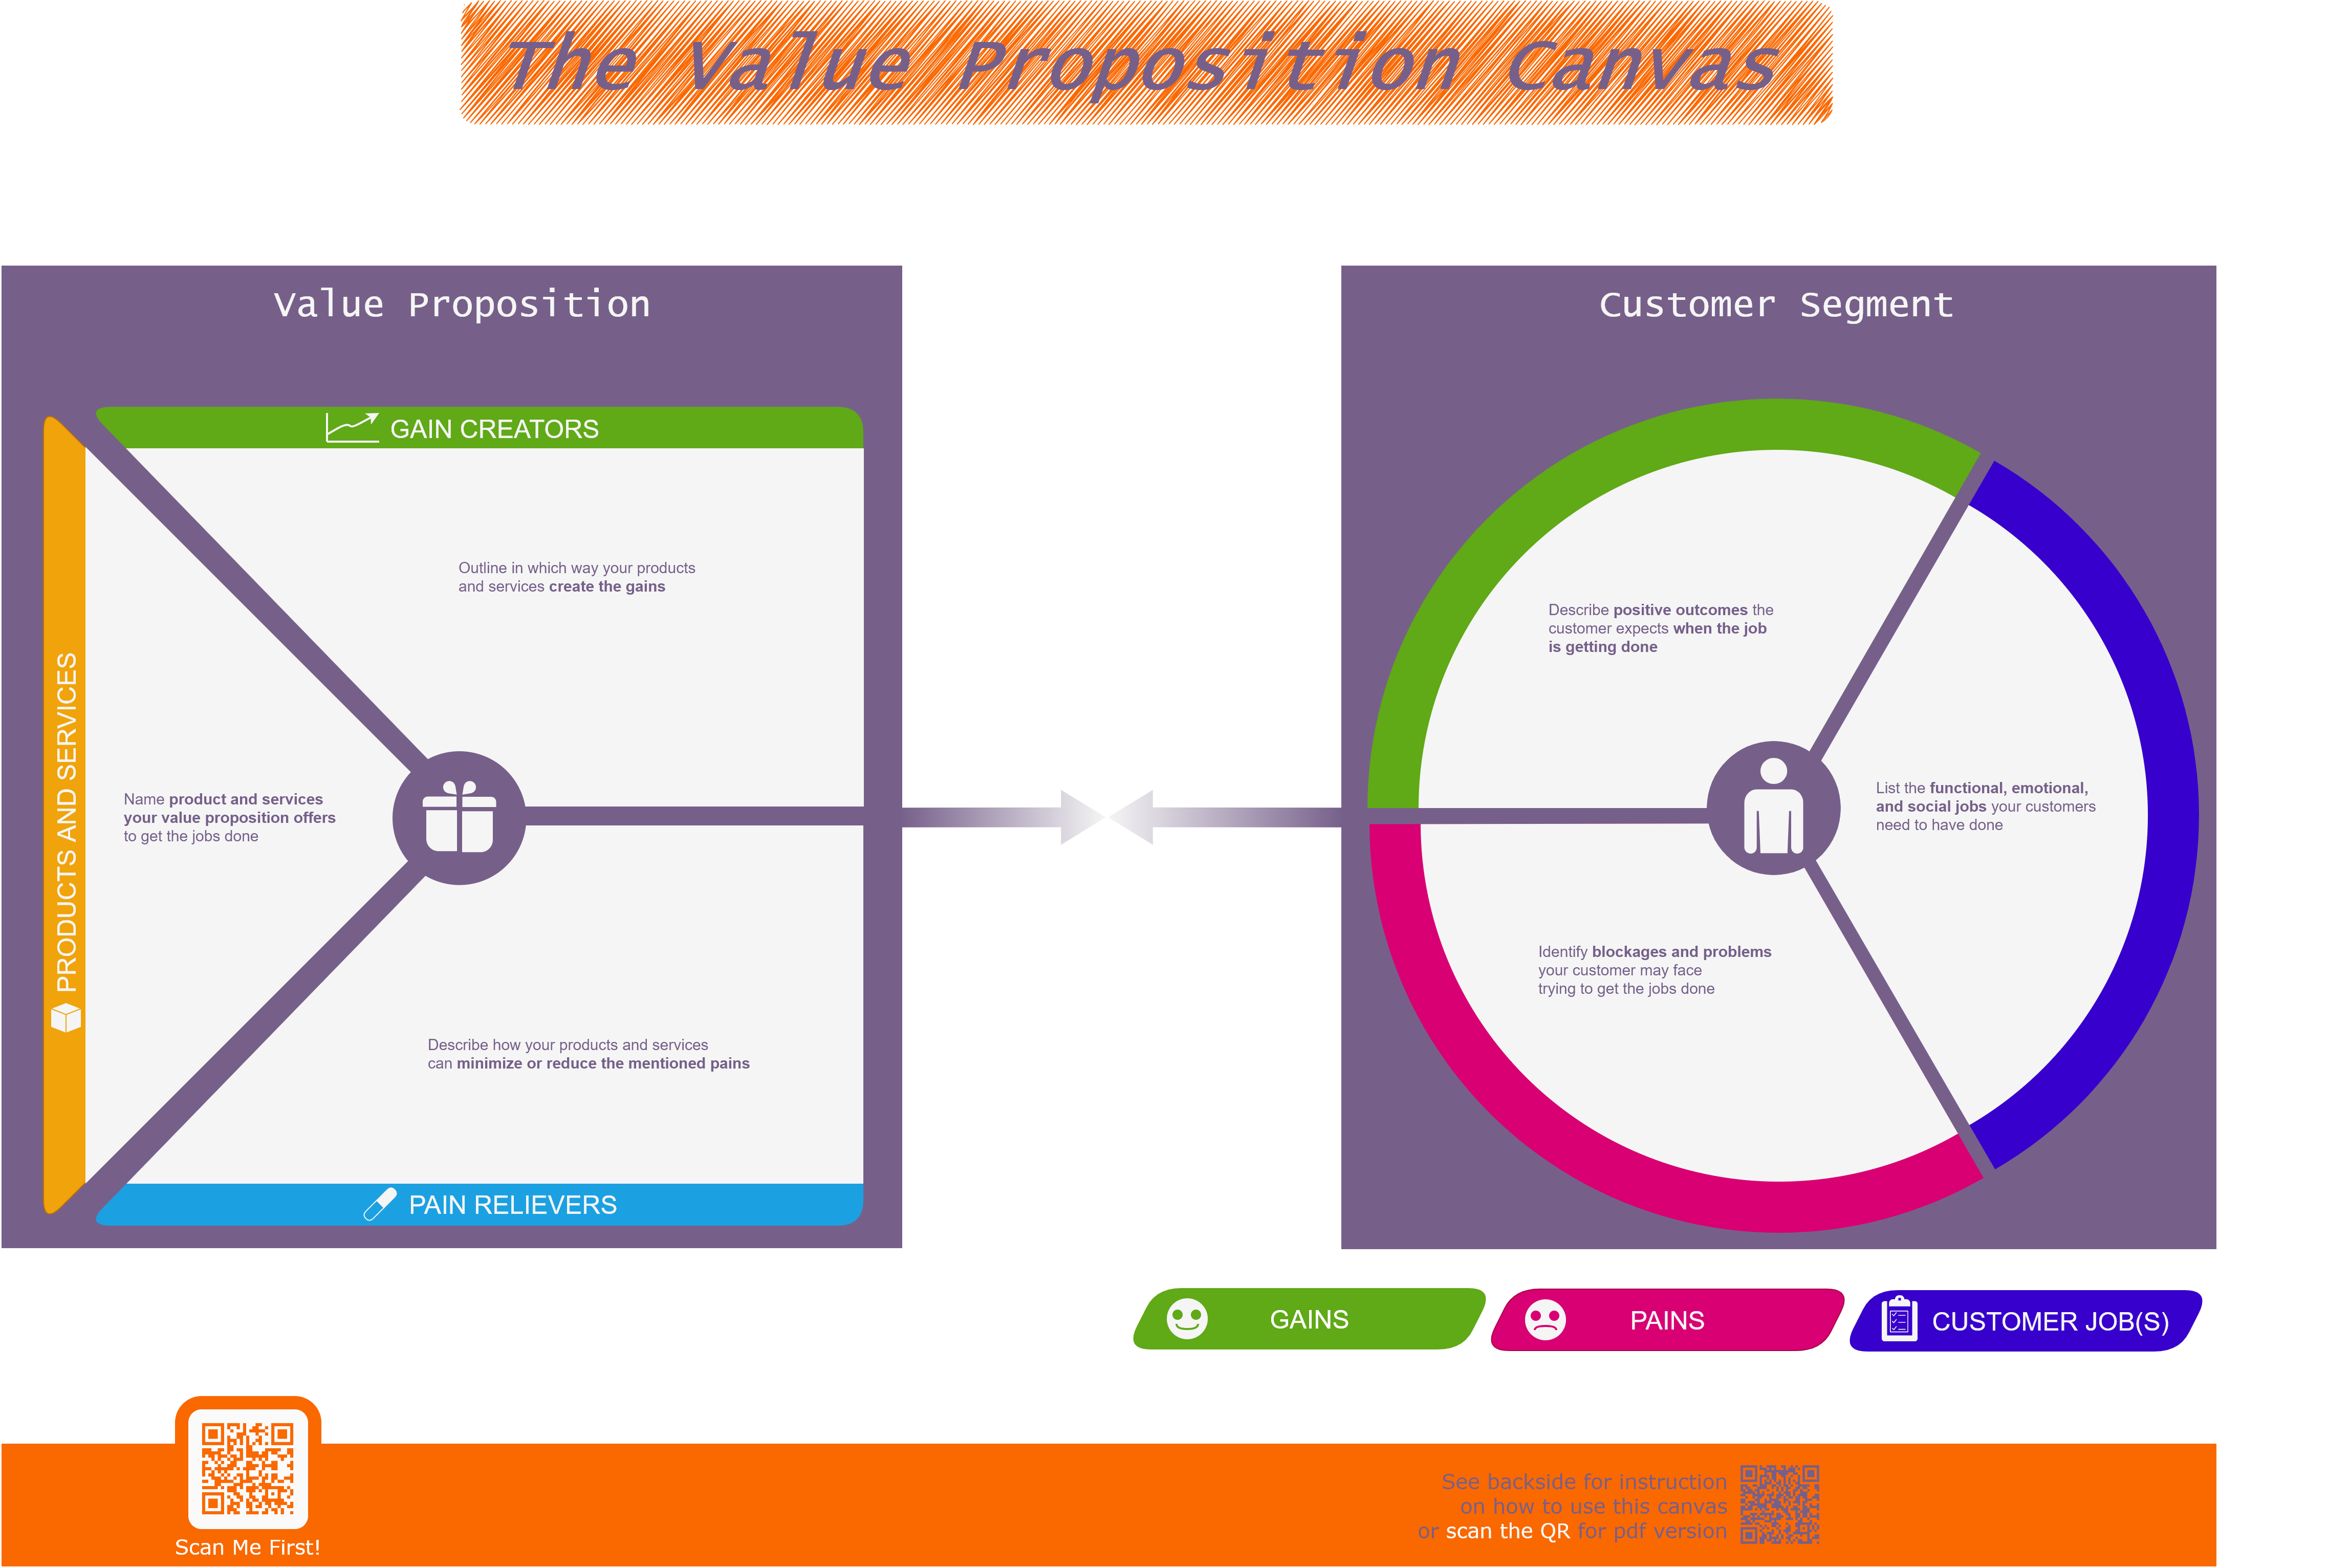 The Value Proposition Canvas
Value Proposition
GAIN CREATORS
Outline in which way your products
and services create the gains
PRODUCTS AND SERVICES
Name product and services
your value proposition offers
to get the jobs done
Describe how your products and services
can minimize or reduce the mentioned pains
PAIN RELIEVERS
Customer Segment
Describe positive outcomes the
customer expects when the job
is getting done
List the functional, emotional,
and social jobs your customers
need to have done
Identify blockages and problems
your customer may face
trying to get the jobs done
GAINS
PAINS
CUSTOMER JOB(S)
Scan Me First!
See backside for instruction
on how to use this canvas
or scan the QR for pdf version